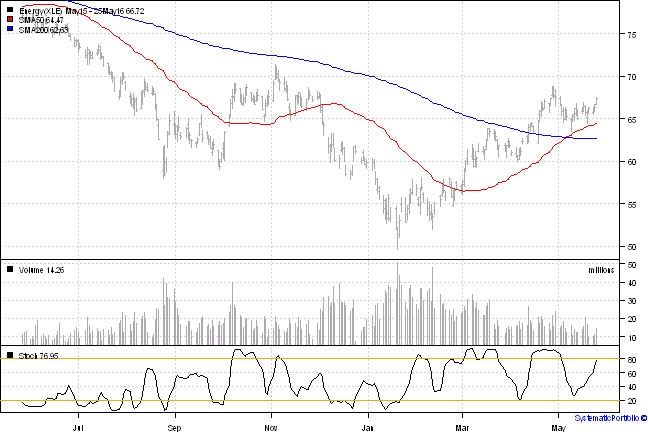 Energy(XLE) May15 - 25May16 66.72
SMA50 64.47
SMA200 62.63
75
70
65
60
55
50
Volume 14.26
millions
50
40
30
20
10
Stoch 76.95
80
60
40
20
Jul
Sep
Nov
Jan
Mar
May
SystematicPortfolio ©